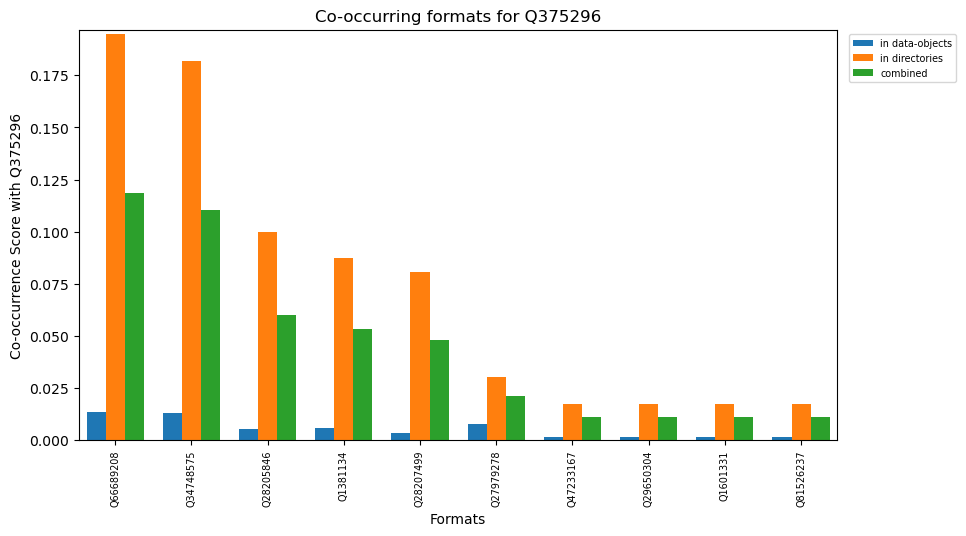 Co-occurring formats for Q375296
in data-objects
in directories
combined
Co-occurrence Score with Q375296
0.175
0.150
0.125
0.100
0.075
0.050
0.025
0.000
Q66689208
Q34748575
Q28205846
Q1381134
Q28207499
Q27979278
Q47233167
Q29650304
Q1601331
Q81526237
Formats